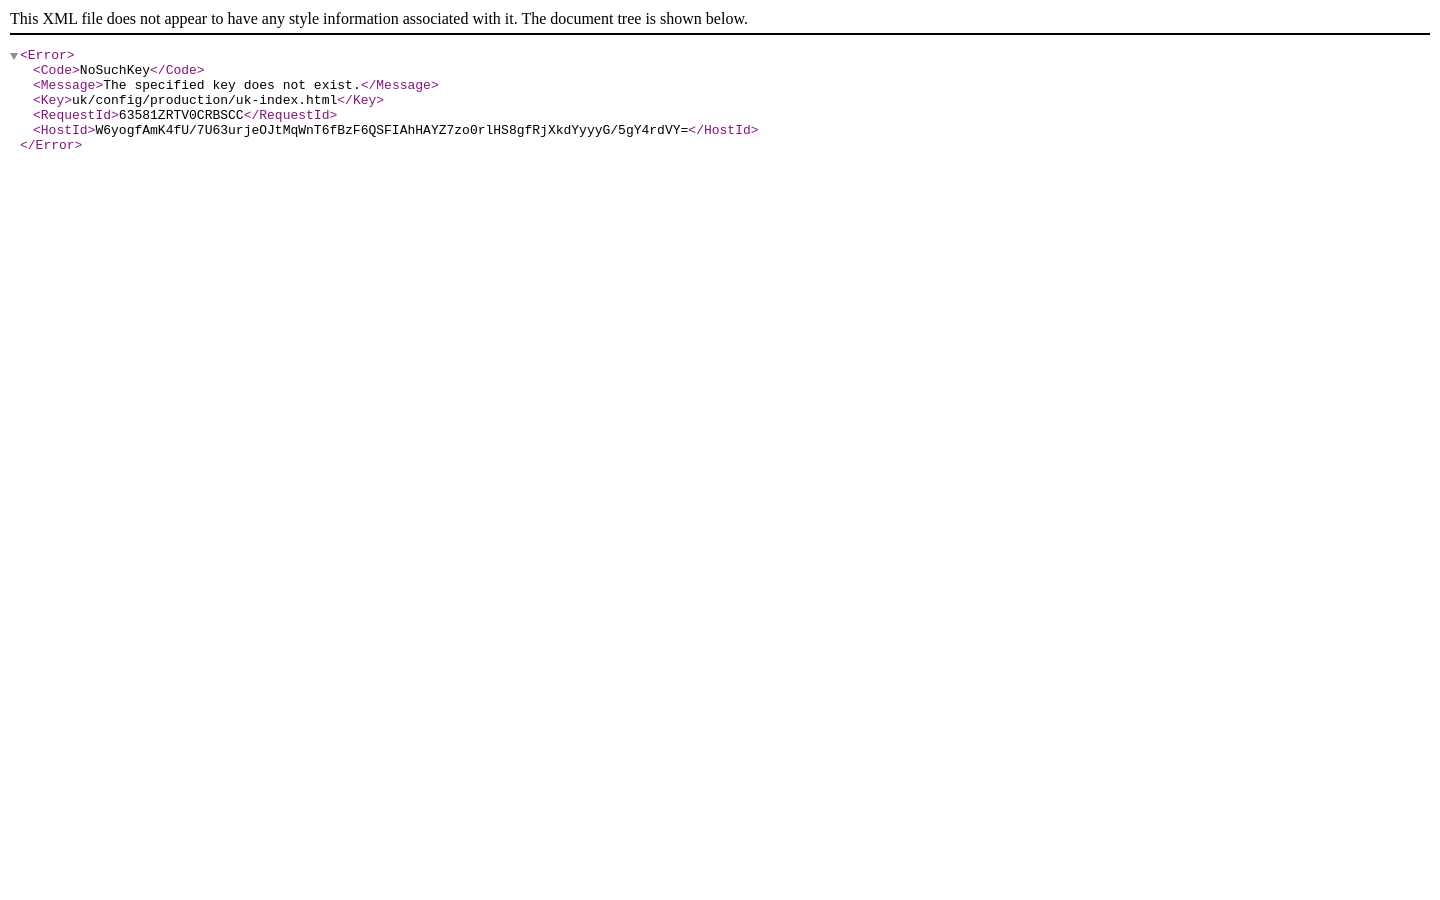 This XML file does not appear to have any style information associated with it. The document tree is shown below.
<Error>
<Code>NoSuchKey</Code>
<Message>The specified key does not exist.</Message>
<Key>uk/config/production/uk-index.html</Key>
<RequestId>63581ZRTV0CRBSCC</RequestId>
<HostId>W6yogfAmK4fU/7U63urjeOJtMqWnT6fBzF6QSFIAhHAYZ7zo0rlHS8gfRjXkdYyyyG/5gY4rdVY=</HostId>
</Error>